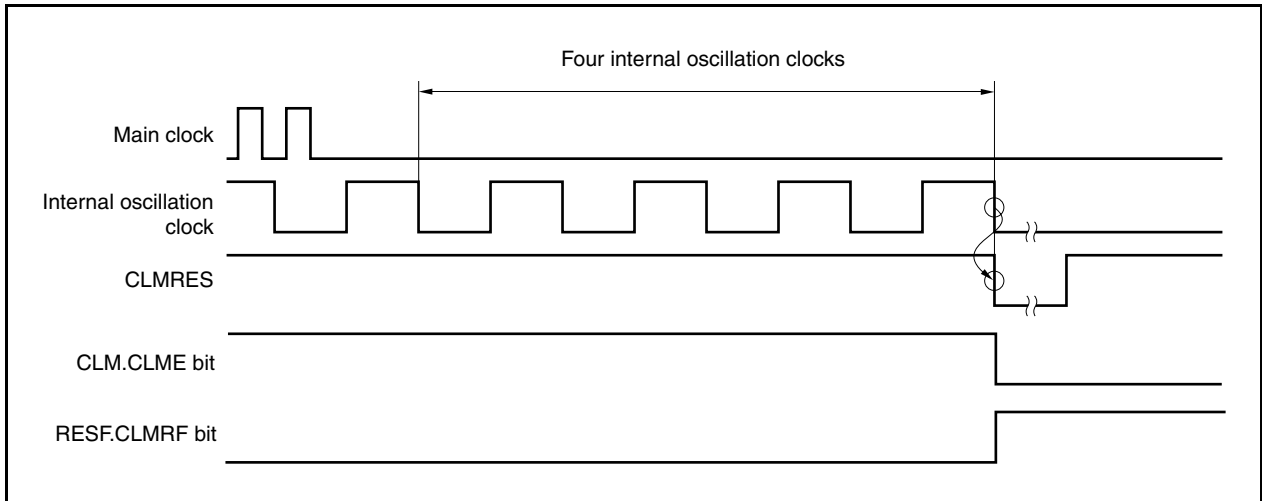 Four internal oscillation clocks
Main clock
Internal oscillation
clock
CLMRES
CLM.CLME bit
RESF.CLMRF bit